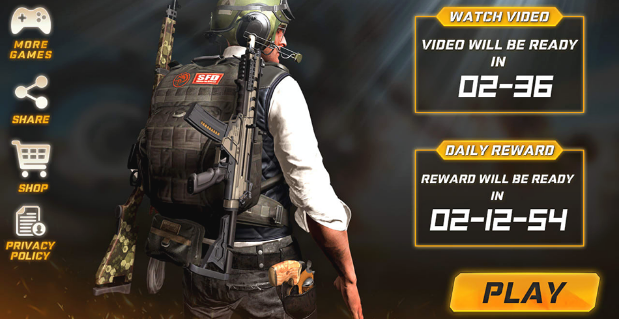 MORE
GAMES
SHARE
SHOP
PRIVACY
POLICY
SFG
WATCH VIDEO
VIDEO WILL BE READY
IN
02-36
DAILY REWARD
REWARD WILL BE READY
IN
02-12-54
PLAY